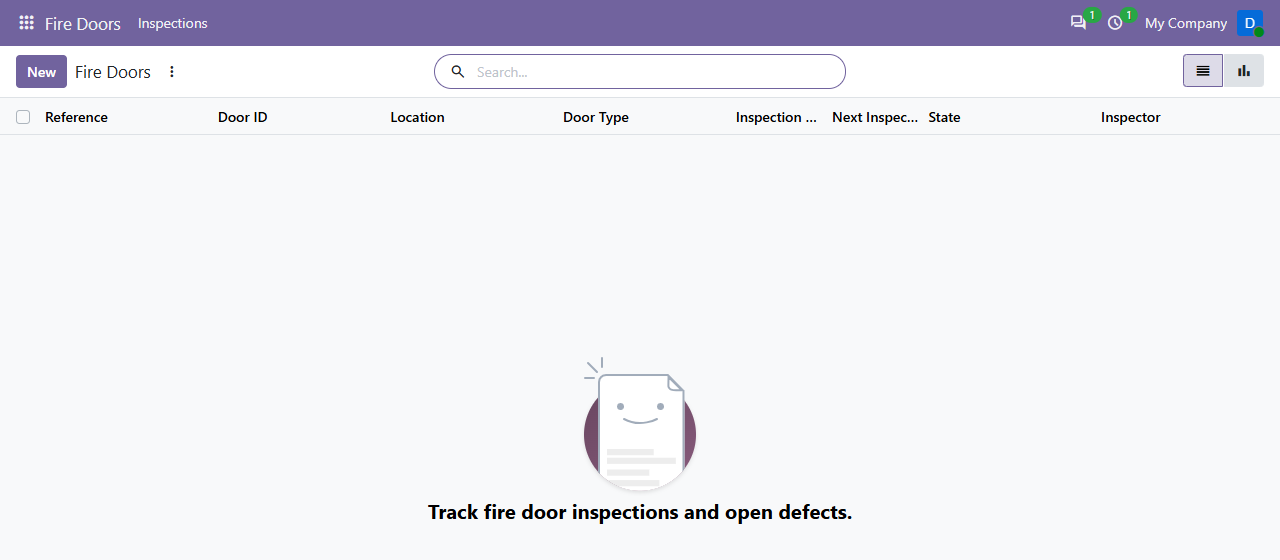 Fire Doors Inspections 1 1 My Company D
New Fire Doors Search...
Reference Door ID Location Door Type Inspection ... Next Inspec... State Inspector
Track fire door inspections and open defects.